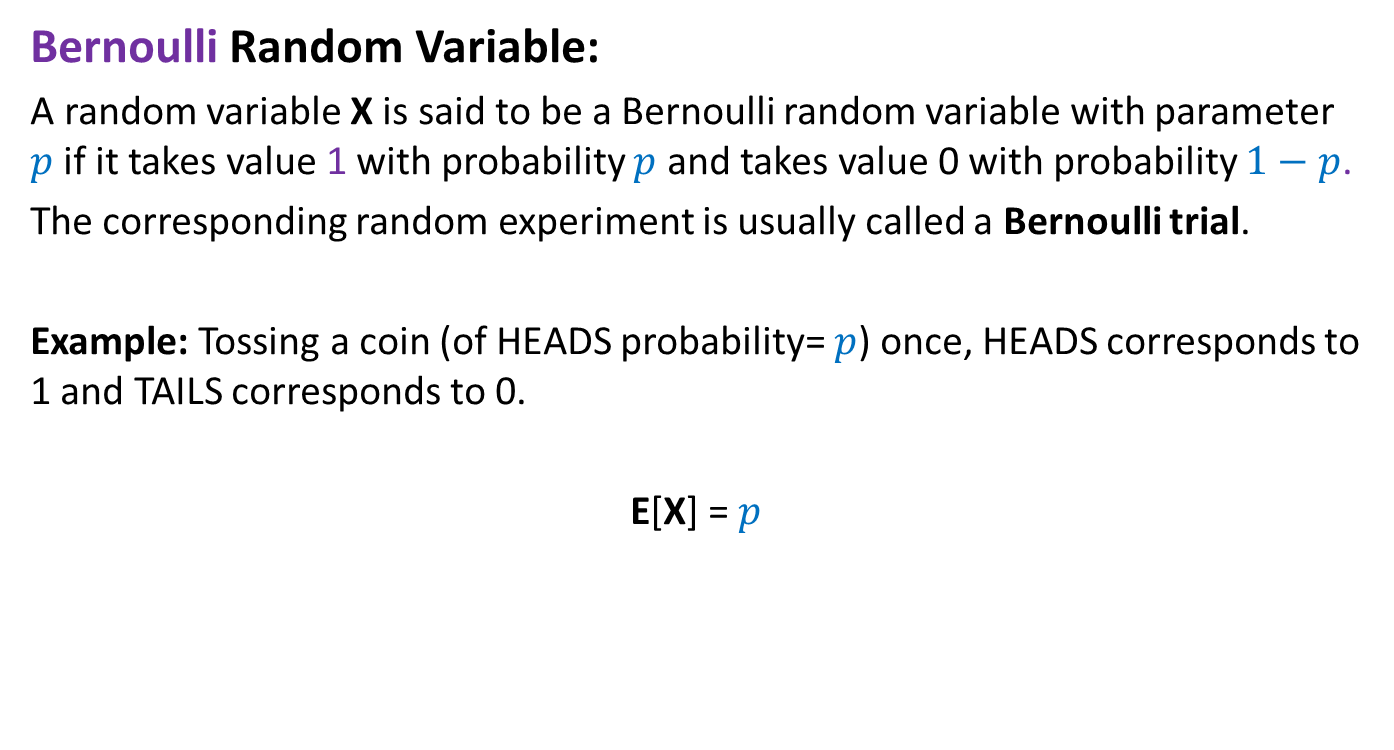 Bernoulli Random Variable:
A random variable X is said to be a Bernoulli random variable with parameter
p if it takes value 1 with probability p and takes value 0 with probability 1 − p.
The corresponding random experiment is usually called a Bernoulli trial.
Example: Tossing a coin (of HEADS probability= p) once, HEADS corresponds to
1 and TAILS corresponds to 0.
E[X] = p